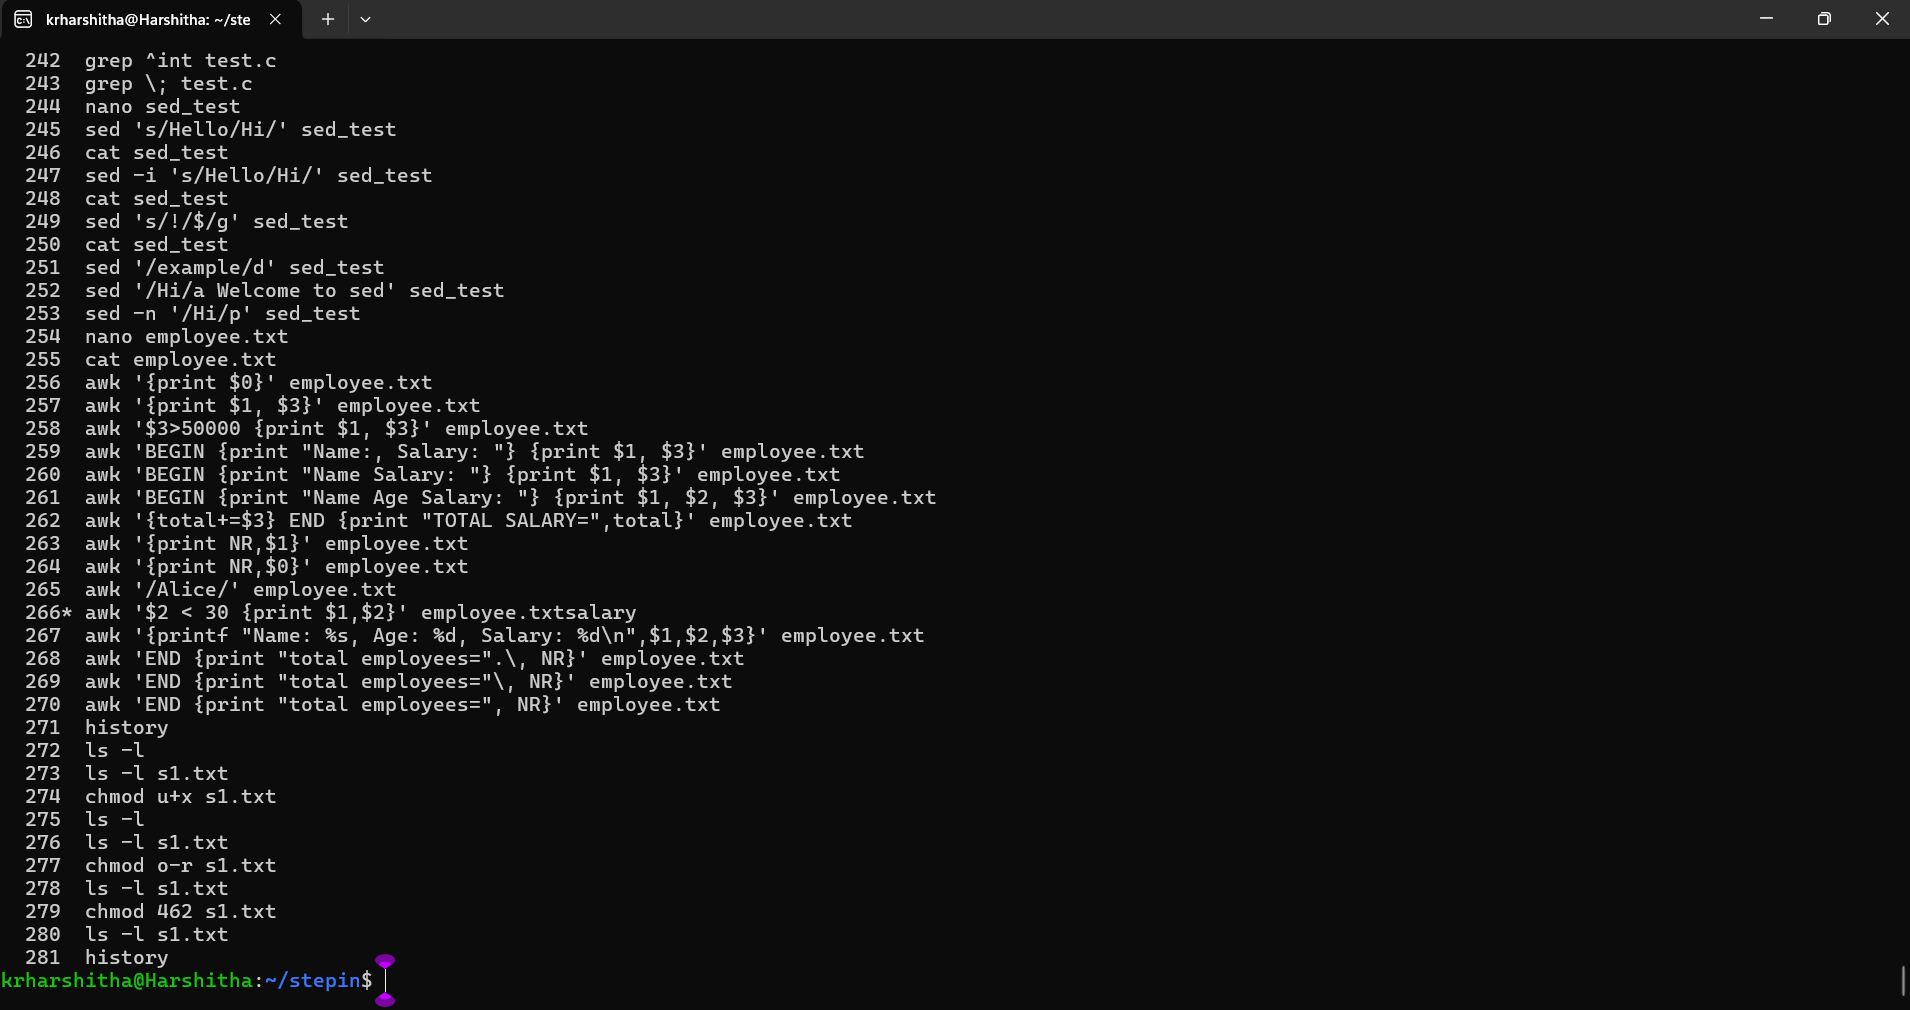 krharshitha@Harshitha: ~/ste
242 grep ^int test.c
243 grep \; test.c
244 nano sed_test
245 sed 's/Hello/Hi/' sed_test
246 cat sed_test
247 sed -i 's/Hello/Hi/' sed_test
248 cat sed_test
249 sed 's/!/$/g' sed_test
250 cat sed_test
251 sed '/example/d' sed_test
252 sed '/Hi/a Welcome to sed' sed_test
253 sed -n '/Hi/p' sed_test
254 nano employee.txt
255 cat employee.txt
256 awk '{print $0}' employee.txt
257 awk '{print $1, $3}' employee.txt
258 awk '$3>50000 {print $1, $3}' employee.txt
259 awk 'BEGIN {print "Name:, Salary: "} {print $1, $3}' employee.txt
260 awk 'BEGIN {print "Name Salary: "} {print $1, $3}' employee.txt
261 awk 'BEGIN {print "Name Age Salary: "} {print $1, $2, $3}' employee.txt
262 awk '{total+=$3} END {print "TOTAL SALARY=",total}' employee.txt
263 awk '{print NR,$1}' employee.txt
264 awk '{print NR,$0}' employee.txt
265 awk '/Alice/' employee.txt
266* awk '$2 < 30 {print $1,$2}' employee.txtsalary
267 awk '{printf "Name: %s, Age: %d, Salary: %d\n",$1,$2,$3}' employee.txt
268 awk 'END {print "total employees=".\, NR}' employee.txt
269 awk 'END {print "total employees="\, NR}' employee.txt
270 awk 'END {print "total employees=", NR}' employee.txt
271 history
272 ls -l
273 ls -l s1.txt
274 chmod u+x s1.txt
275 ls -l
276 ls -l s1.txt
277 chmod o-r s1.txt
278 ls -l s1.txt
279 chmod 462 s1.txt
280 ls -l s1.txt
281 history
krharshitha@Harshitha:~/stepin$